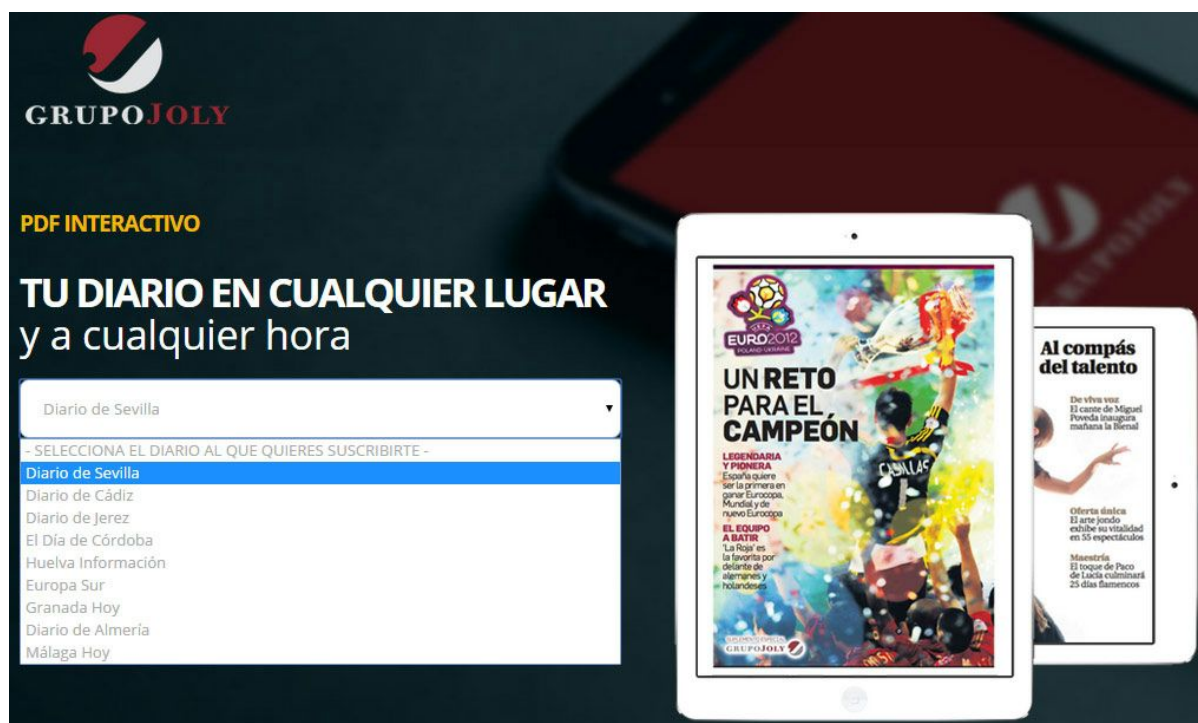 GRUPOJOLY
PDF INTERACTIVO
TU DIARIO EN CUALQUIER LUGAR
y a cualquier hora
Diario de Sevilla
- SELECCIONA EL DIARIO AL QUE QUIERES SUSCRIBIRTE -
Diario de Sevilla
Diario de Cádiz
Diario de Jerez
El Día de Córdoba
Huelva Información
Europa Sur
Granada Hoy
Diario de Almería
Málaga Hoy
UEFA
EURO2012
POLAND-UKRAINE
UN RETO
PARA EL
CAMPEÓN
LEGENDARIA
Y PIONERA
España quiere
ser la primera en
ganar Eurocopa,
Mundial y de
nuevo Eurocopa
EL EQUIPO
A BATIR
'La Roja' es
la favorita por
delante de
alemanes y
holandeses
CASILLAS
1
SUPLEMENTO ESPECIAL
GRUPOJOLY
GRUPOJOLY
Al compás
del talento
De viva voz
El cante de Miguel
Poveda inaugura
mañana la Bienal
Oferta única
El arte jondo
exhibe su vitalidad
en 55 espectáculos
Maestría
El toque de Paco
de Lucía culminará
25 días flamencos